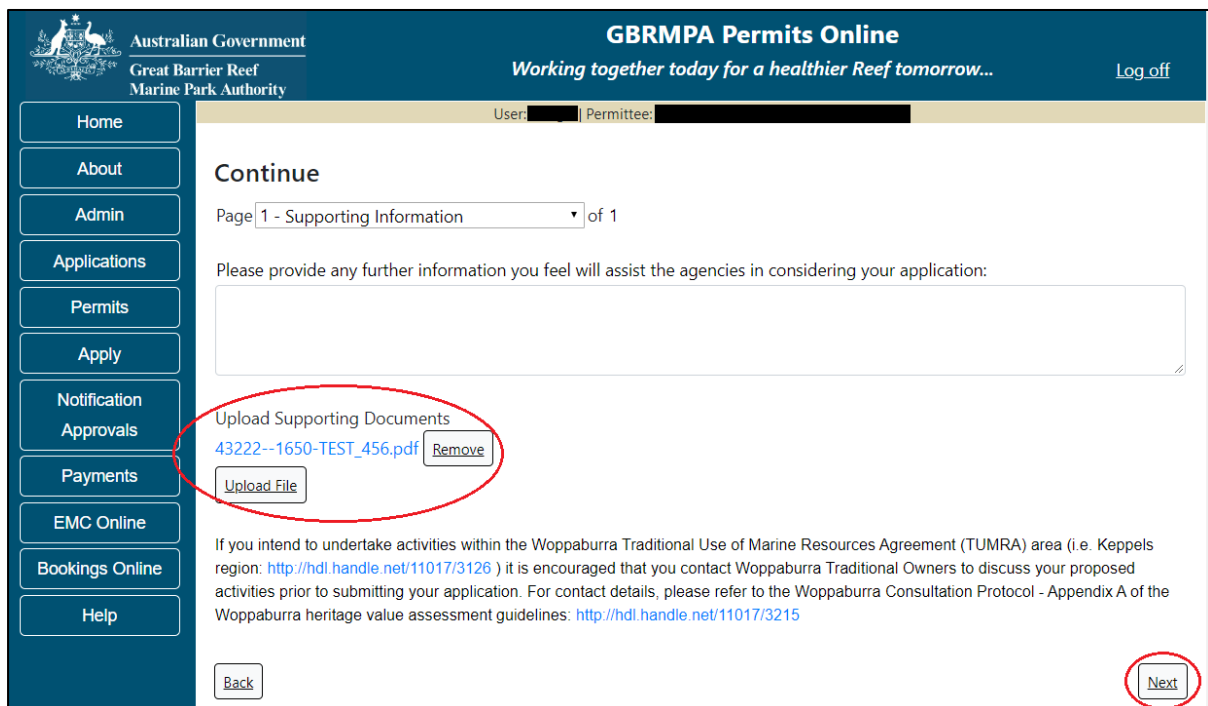 Australian Government
Great Barrier Reef
Marine Park Authority
GBRMPA Permits Online
Working together today for a healthier Reef tomorrow...
Log off
User: | Permittee:
Home
About
Admin
Applications
Permits
Apply
Notification
Approvals
Payments
EMC Online
Bookings Online
Help
Continue
Page 1 - Supporting Information of 1
Please provide any further information you feel will assist the agencies in considering your application:
Upload Supporting Documents
43222--1650-TEST_456.pdf Remove
Upload File
If you intend to undertake activities within the Woppaburra Traditional Use of Marine Resources Agreement (TUMRA) area (i.e. Keppels
region: http://hdl.handle.net/11017/3126 ) it is encouraged that you contact Woppaburra Traditional Owners to discuss your proposed
activities prior to submitting your application. For contact details, please refer to the Woppaburra Consultation Protocol - Appendix A of the
Woppaburra heritage value assessment guidelines: http://hdl.handle.net/11017/3215
Back
Next